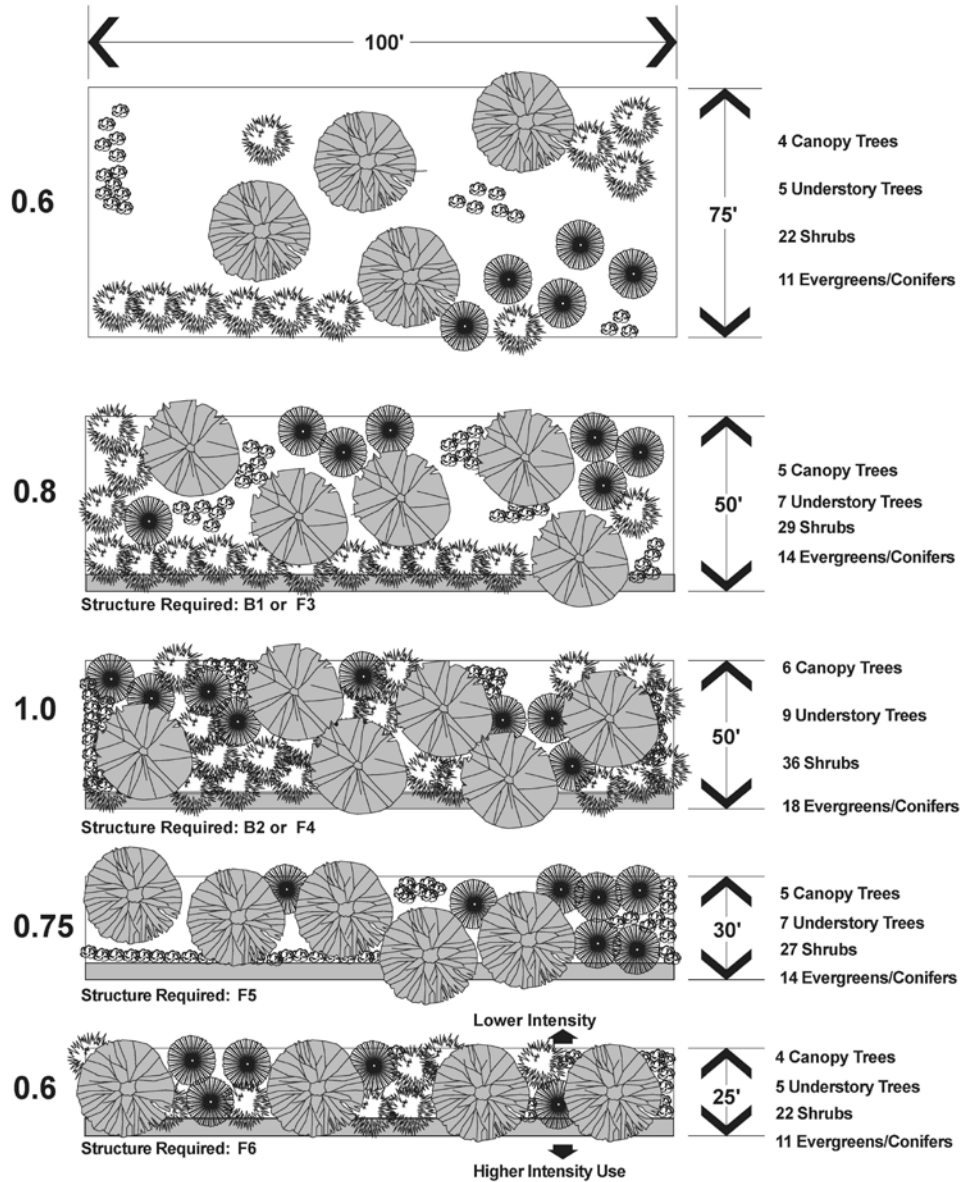 100'
0.6
75'
4 Canopy Trees
5 Understory Trees
22 Shrubs
11 Evergreens/Conifers
0.8
50'
5 Canopy Trees
7 Understory Trees
29 Shrubs
14 Evergreens/Conifers
Structure Required: B1 or F3
1.0
50'
6 Canopy Trees
9 Understory Trees
36 Shrubs
18 Evergreens/Conifers
Structure Required: B2 or F4
0.75
30'
5 Canopy Trees
7 Understory Trees
27 Shrubs
14 Evergreens/Conifers
Structure Required: F5
Lower Intensity
0.6
25'
4 Canopy Trees
5 Understory Trees
22 Shrubs
11 Evergreens/Conifers
Structure Required: F6
Higher Intensity Use